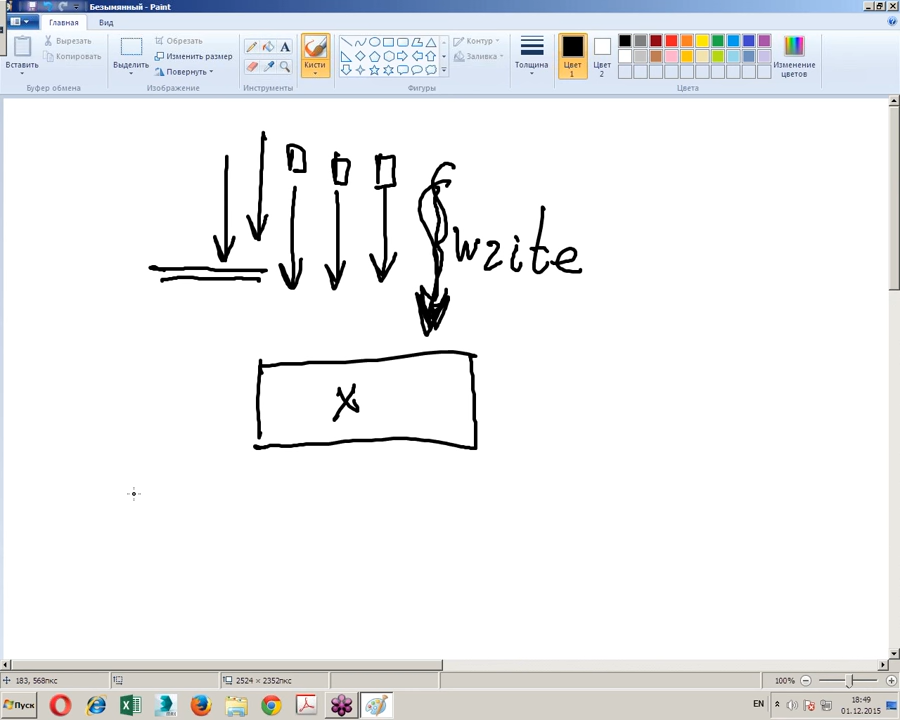 Безымянный - Paint
Главная
Вид
Вставить
Вырезать
Копировать
Буфер обмена
Выделить
Обрезать
Изменить размер
Повернуть
Изображение
A
Инструменты
Кисти
Контур
Заливка
Фигуры
Толщина
Цвет 1
Цвет 2
Изменение цветов
Цвета
write
x
183, 568пкс
2524 × 2352пкс
100%
Пуск
EN
18:49
01.12.2015